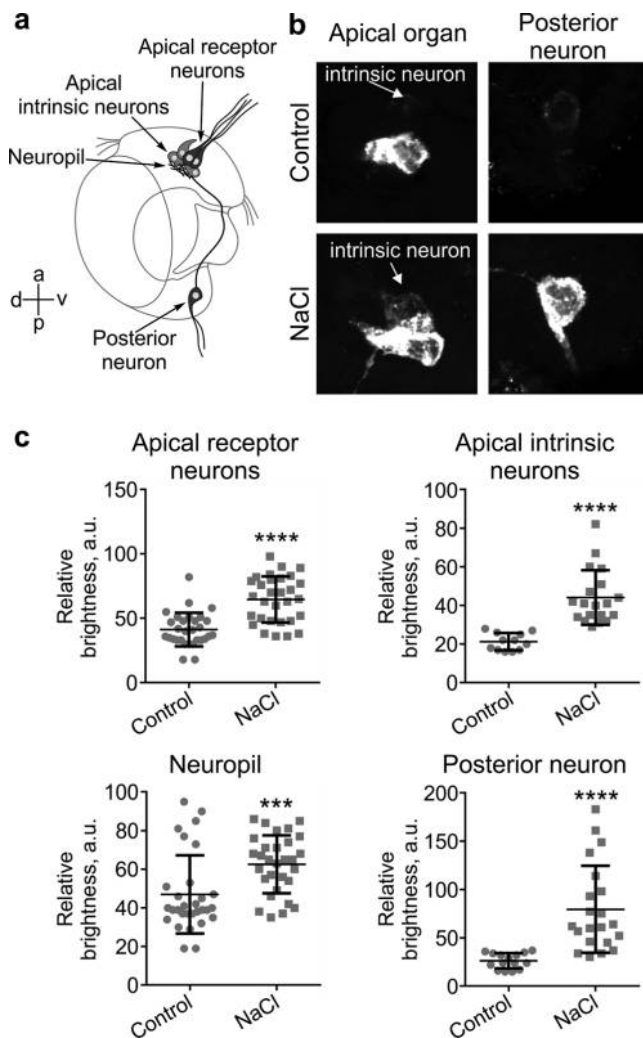 a
Apical receptor
neurons
Apical
intrinsic neurons
Neuropil
a
d
v
p
Posterior
neuron
b
Apical organ
Posterior
neuron
Control
intrinsic neuron
NaCl
intrinsic neuron
c
Apical receptor
neurons
Relative
brightness, a.u.
150
100
50
0
****
Control
NaCl
Apical intrinsic
neurons
Relative
brightness, a.u.
100
80
60
40
20
0
****
Control
NaCl
Neuropil
Relative
brightness, a.u.
100
80
60
40
20
0
***
Control
NaCl
Posterior neuron
Relative
brightness, a.u.
200
150
100
50
0
****
Control
NaCl